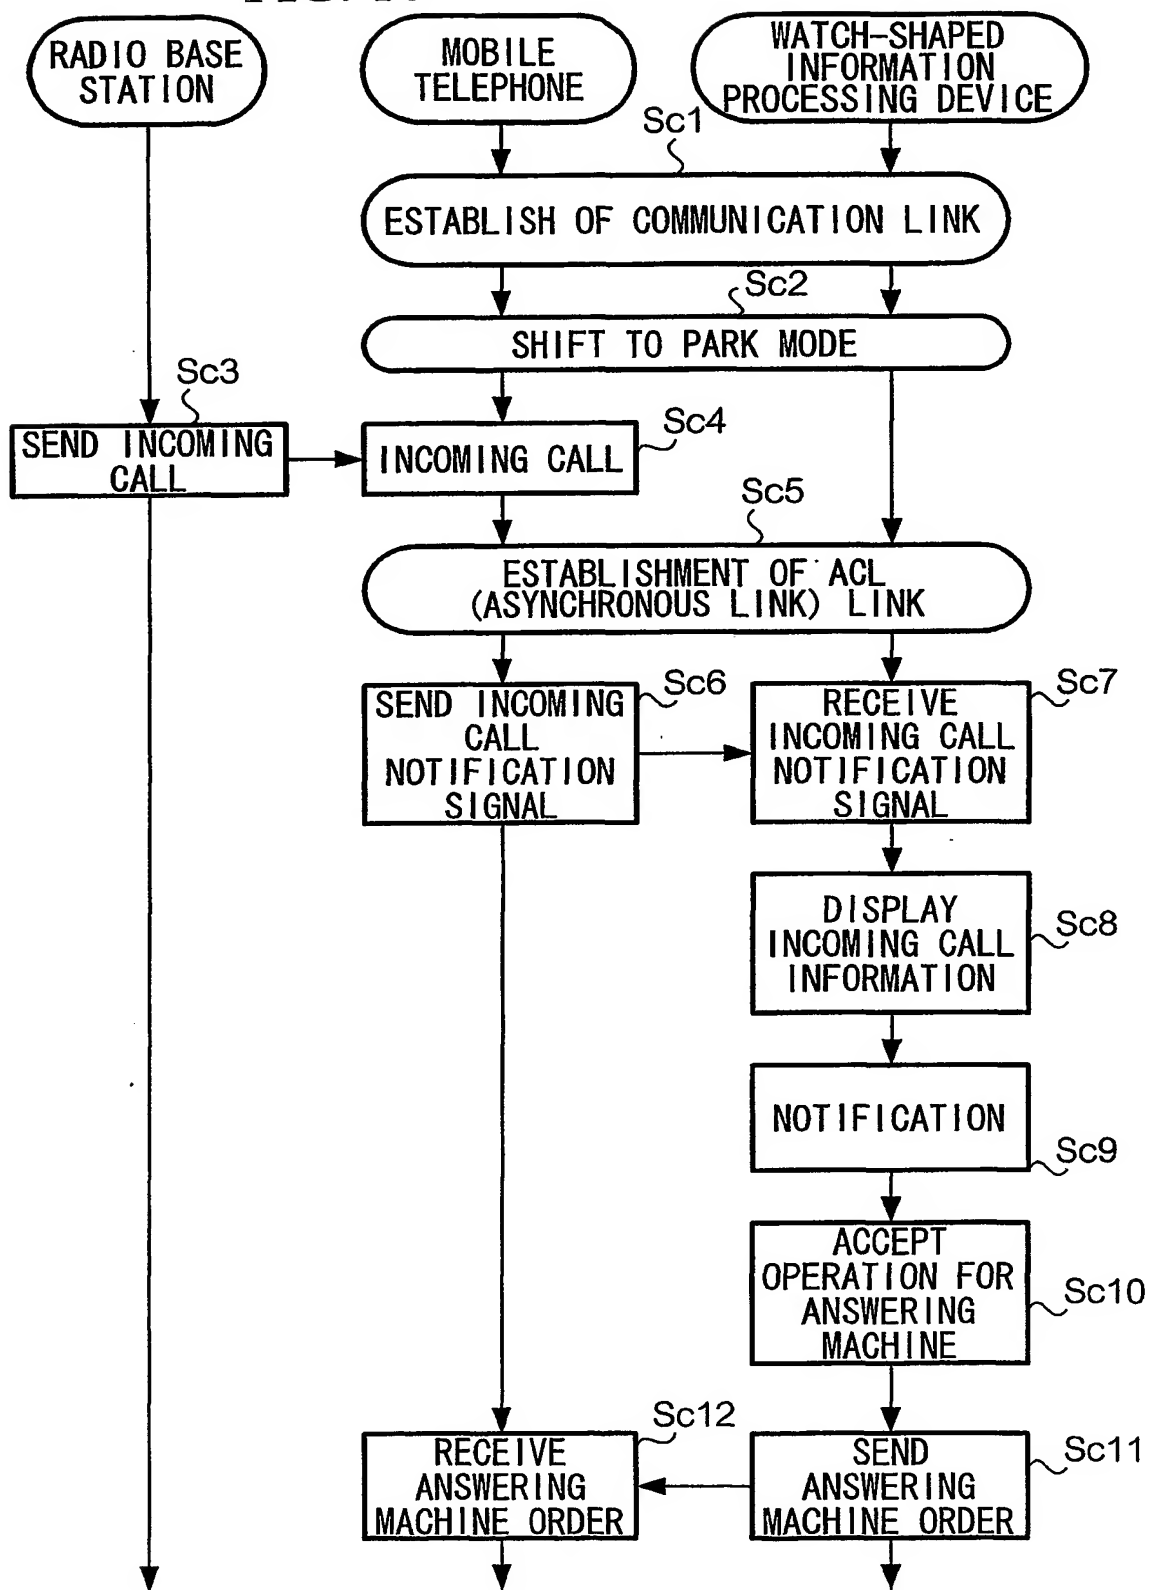 RADIO BASE
STATION
MOBILE
TELEPHONE
WATCH-SHAPED
INFORMATION
PROCESSING DEVICE
Sc1
ESTABLISH OF COMMUNICATION LINK
Sc2
SHIFT TO PARK MODE
Sc3
SEND INCOMING
CALL
Sc4
INCOMING CALL
Sc5
ESTABLISHMENT OF ACL
(ASYNCHRONOUS LINK) LINK
Sc6
SEND INCOMING
CALL
NOTIFICATION
SIGNAL
Sc7
RECEIVE
INCOMING CALL
NOTIFICATION
SIGNAL
DISPLAY
INCOMING CALL
INFORMATION
Sc8
NOTIFICATION
Sc9
ACCEPT
OPERATION FOR
ANSWERING
MACHINE
Sc10
Sc12
RECEIVE
ANSWERING
MACHINE ORDER
SEND
ANSWERING
MACHINE ORDER
Sc11